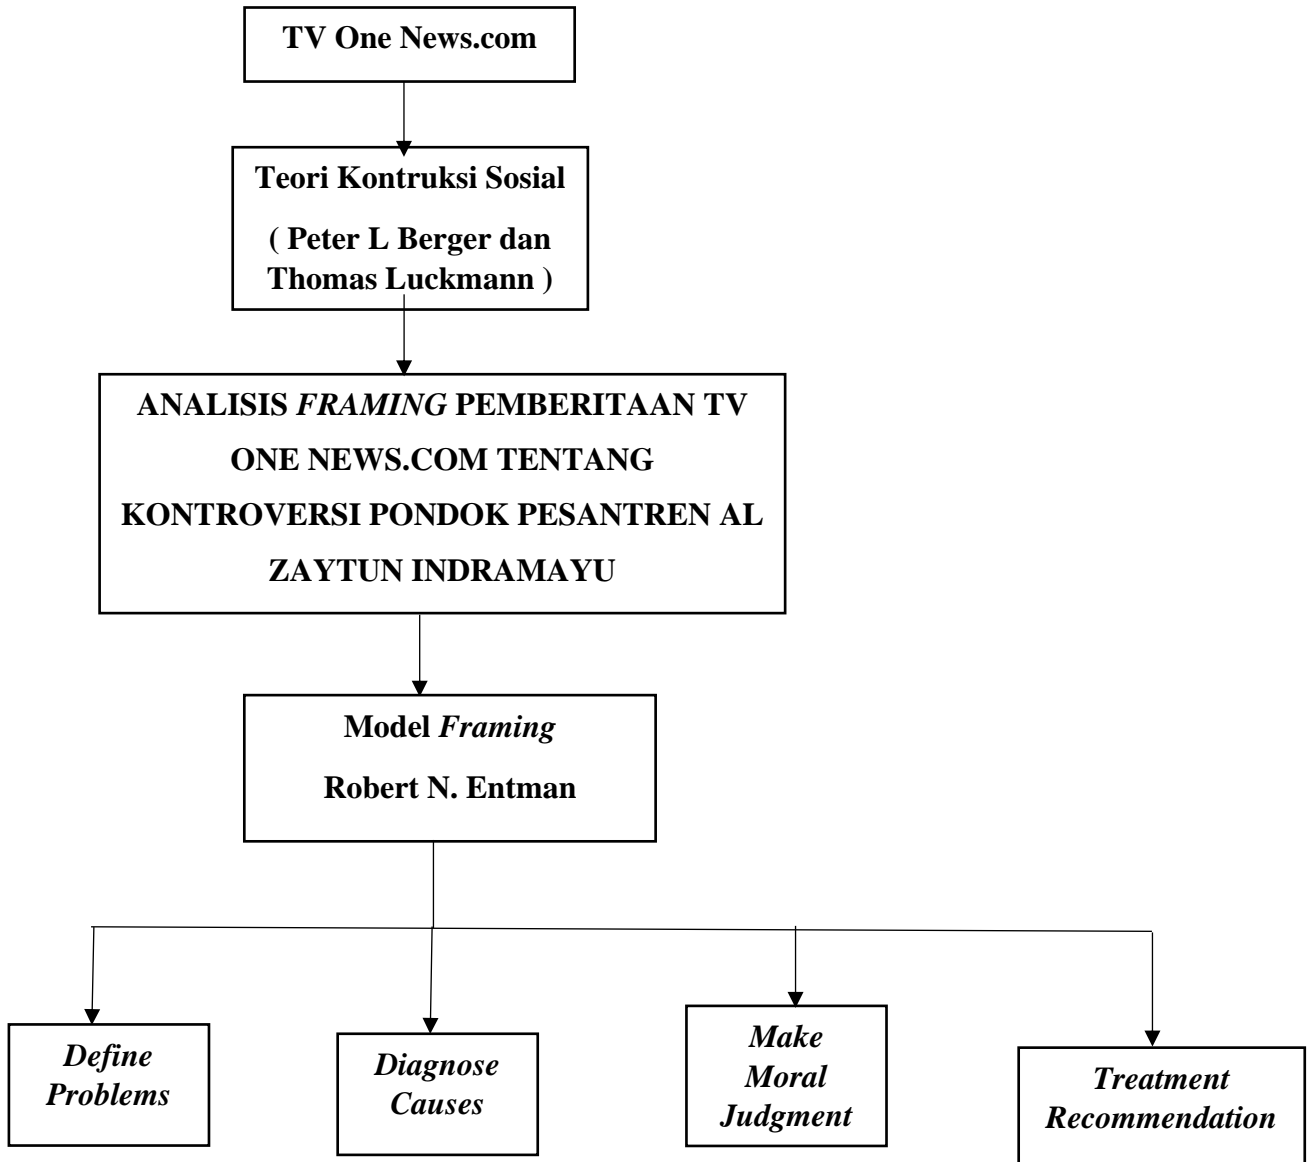 TV One News.com
Teori Kontruksi Sosial
( Peter L Berger dan
Thomas Luckmann )
ANALISIS FRAMING PEMBERITAAN TV
ONE NEWS.COM TENTANG
KONTROVERSI PONDOK PESANTREN AL
ZAYTUN INDRAMAYU
Model Framing
Robert N. Entman
Define
Problems
Diagnose
Causes
Make
Moral
Judgment
Treatment
Recommendation